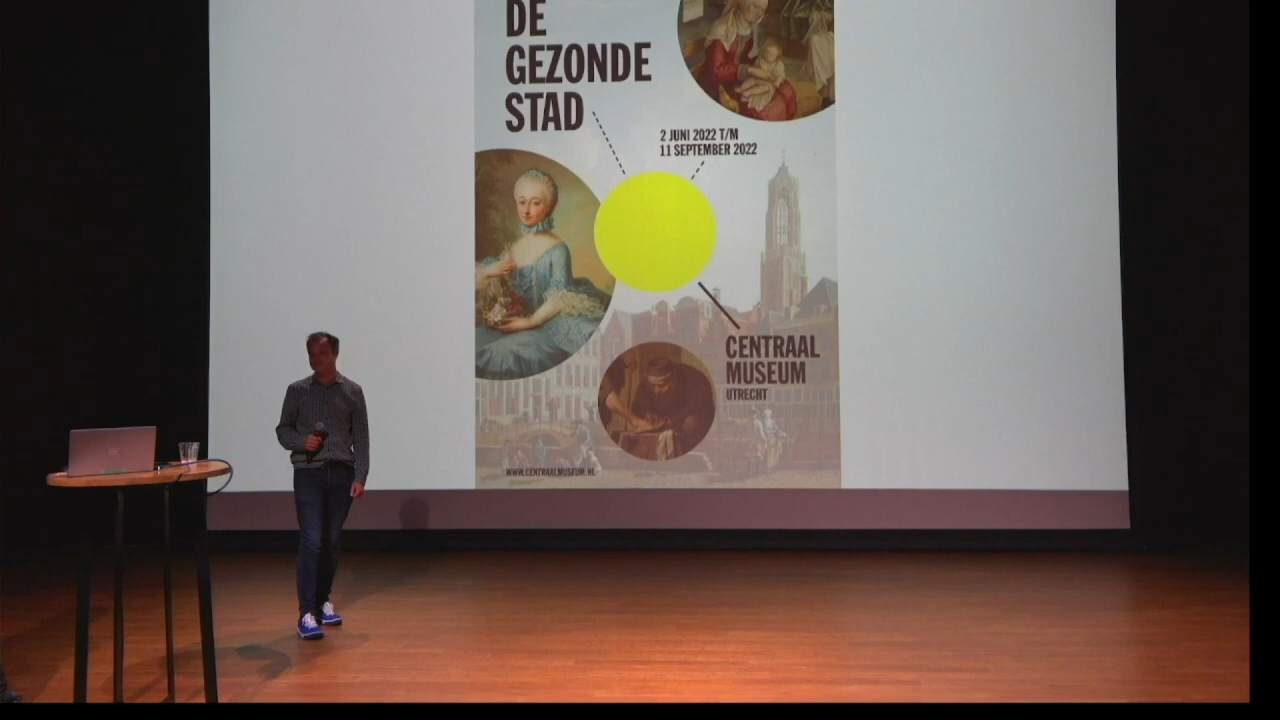 DE
GEZONDE
STAD
2 JUNI 2022 T/M
11 SEPTEMBER 2022
CENTRAAL
MUSEUM
UTRECHT
WWW.CENTRAALMUSEUM.NL